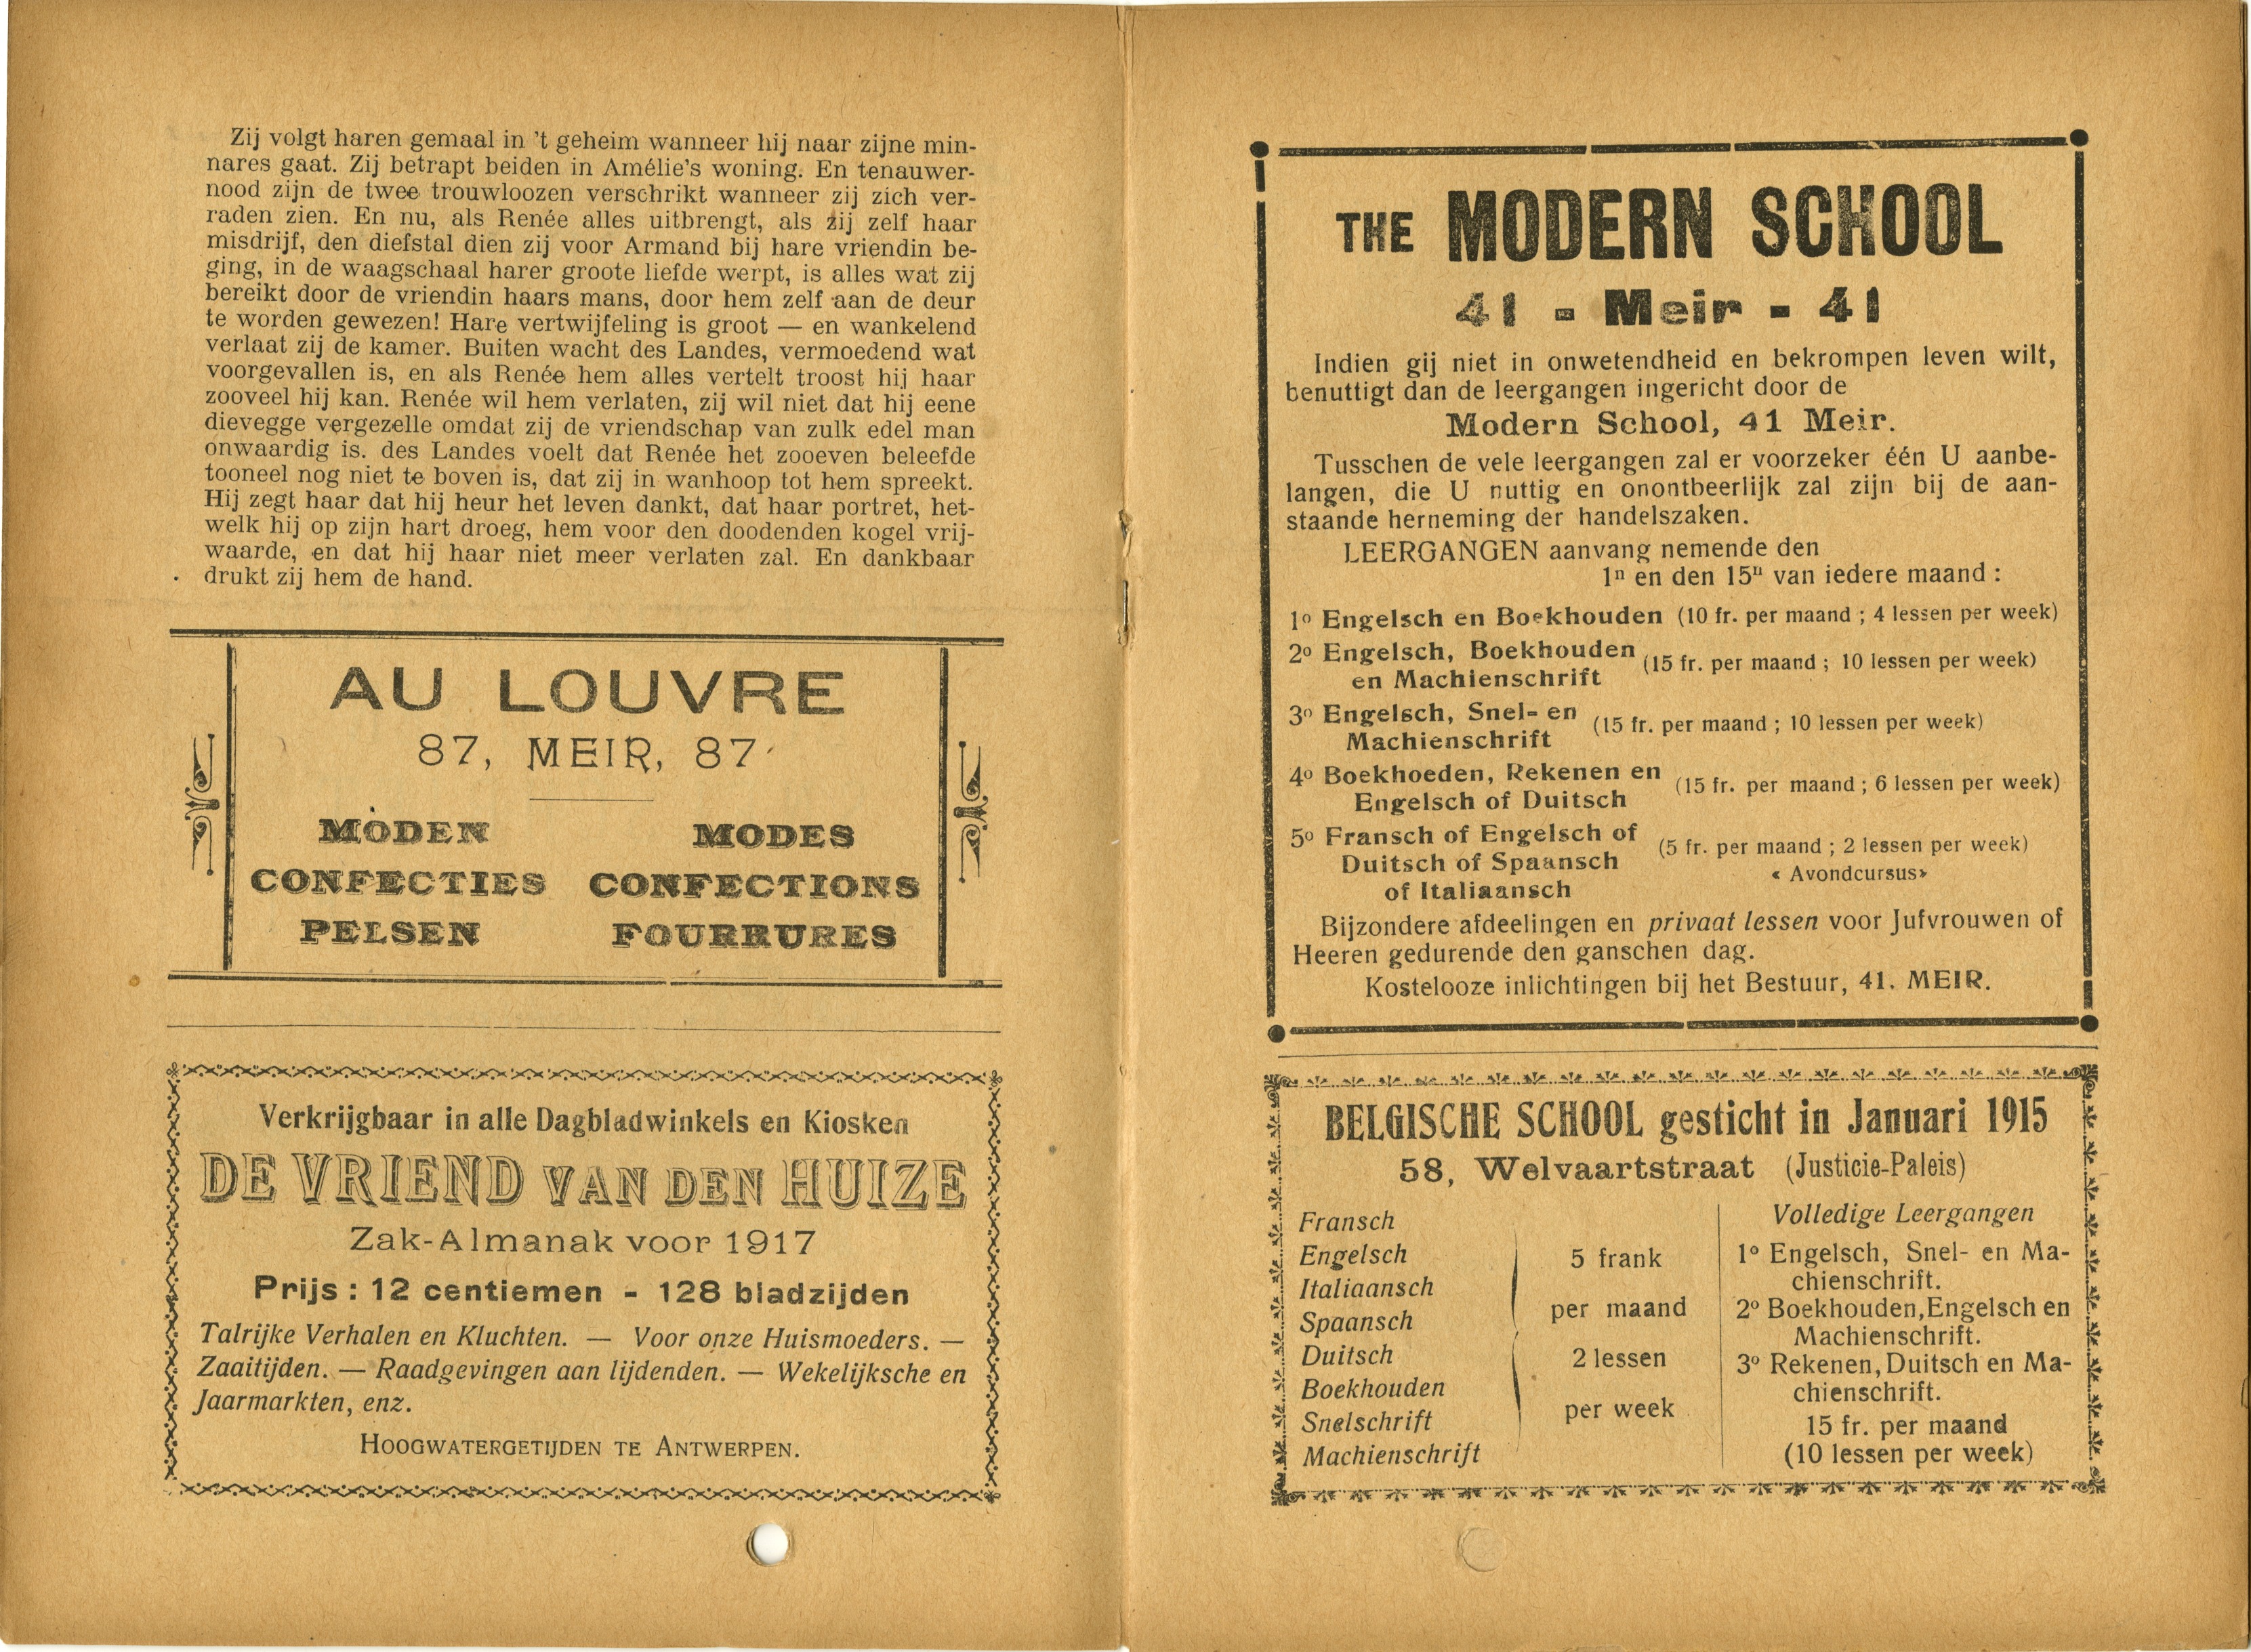 Zij volgt haren gemaal in 't geheim wanneer hij naar zijne min-
nares gaat. Zij betrapt beiden in Amélie's woning. En tenauwer-
nood zijn de twee trouwloozen verschrikt wanneer zij zich ver-
raden zien. En nu, als Renée alles uitbrengt, als zij zelf haar
misdrijf, den diefstal dien zij voor Armand bij hare vriendin be-
ging, in de waagschaal harer groote liefde werpt, is alles wat zij
bereikt door de vriendin haars mans, door hem zelf aan de deur
te worden gewezen! Hare vertwijfeling is groot — en wankelend
verlaat zij de kamer. Buiten wacht des Landes, vermoedend wat
voorgevallen is, en als Renée hem alles vertelt troost hij haar
zooveel hij kan. Renée wil hem verlaten, zij wil niet dat hij eene
dievegge vergezelle omdat zij de vriendschap van zulk edel man
onwaardig is. des Landes voelt dat Renée het zooeven beleefde
tooneel nog niet te boven is, dat zij in wanhoop tot hem spreekt.
Hij zegt haar dat hij heur het leven dankt, dat haar portret, het-
welk hij op zijn hart droeg, hem voor den doodenden kogel vrij-
waarde, en dat hij haar niet meer verlaten zal. En dankbaar
drukt zij hem de hand.
AU LOUVRE
87, MEIR, 87
MODEN MODES
CONFECTIES CONFECTIONS
PELSEN FOURRURES
Verkrijgbaar in alle Dagbladwinkels en Kiosken
DE VRIEND VAN DEN HUIZE
Zak-Almanak voor 1917
Prijs : 12 centiemen - 128 bladzijden
Talrijke Verhalen en Kluchten. — Voor onze Huismoeders. —
Zaaitijden. — Raadgevingen aan lijdenden. — Wekelijksche en
Jaarmarkten, enz.
HOOGWATERGETIJDEN TE ANTWERPEN.
THE MODERN SCHOOL
41 - Meir - 41
Indien gij niet in onwetendheid en bekrompen leven wilt,
benuttigt dan de leergangen ingericht door de
Modern School, 41 Meir.
Tusschen de vele leergangen zal er voorzeker één U aanbe-
langen, die U nuttig en onontbeerlijk zal zijn bij de aan-
staande herneming der handelszaken.
LEERGANGEN aanvang nemende den
1n en den 15n van iedere maand :
1o Engelsch en Boekhouden (10 fr. per maand ; 4 lessen per week)
2o Engelsch, Boekhouden
en Machienschrift (15 fr. per maand ; 10 lessen per week)
3o Engelsch, Snel- en
Machienschrift (15 fr. per maand ; 10 lessen per week)
4o Boekhoeden, Rekenen en
Engelsch of Duitsch (15 fr. per maand ; 6 lessen per week)
5o Fransch of Engelsch of
Duitsch of Spaansch (5 fr. per maand ; 2 lessen per week)
of Italiaansch « Avondcursus»
Bijzondere afdeelingen en privaat lessen voor Jufvrouwen of
Heeren gedurende den ganschen dag.
Kostelooze inlichtingen bij het Bestuur, 41. MEIR.
BELGISCHE SCHOOL gesticht in Januari 1915
58, Welvaartstraat (Justicie-Paleis)
Fransch
Engelsch
Italiaansch
Spaansch
Duitsch
Boekhouden
Snelschrift
Machienschrift
5 frank
per maand
2 lessen
per week
Volledige Leergangen
1o Engelsch, Snel- en Ma-
chienschrift.
2o Boekhouden, Engelsch en
Machienschrift.
3o Rekenen, Duitsch en Ma-
chienschrift.
15 fr. per maand
(10 lessen per week)